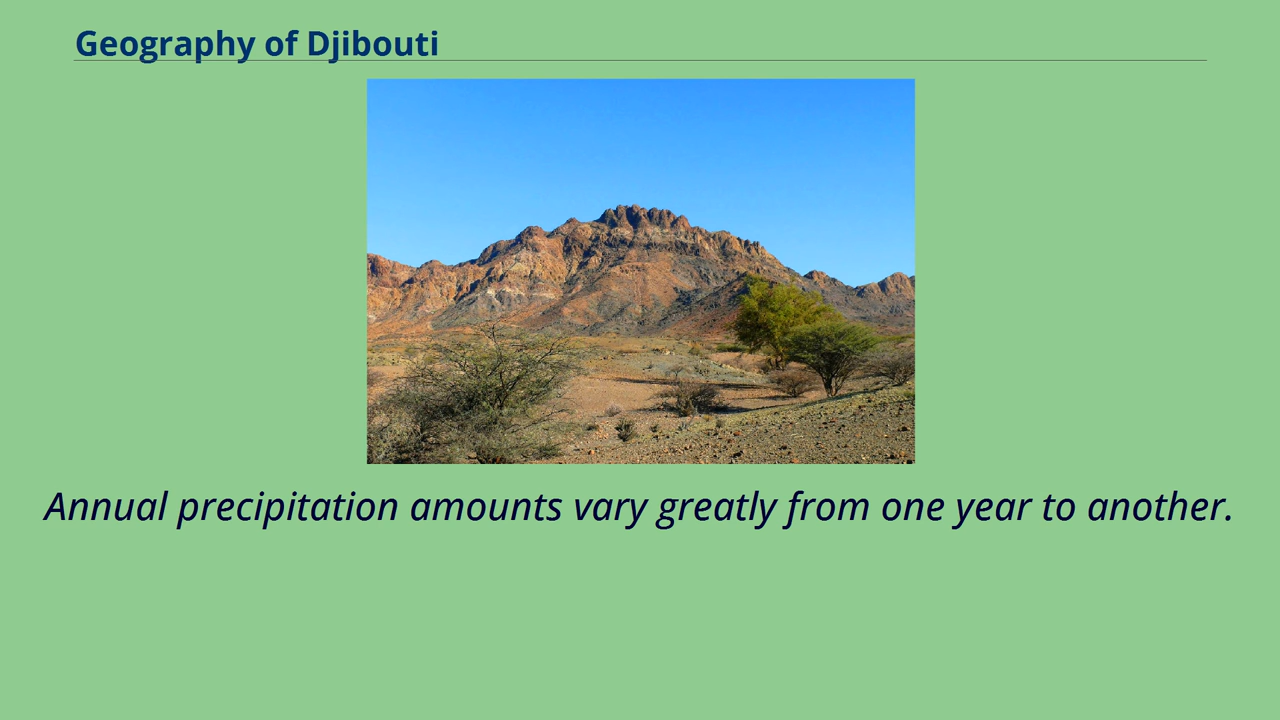 Geography of Djibouti
Annual precipitation amounts vary greatly from one year to another.